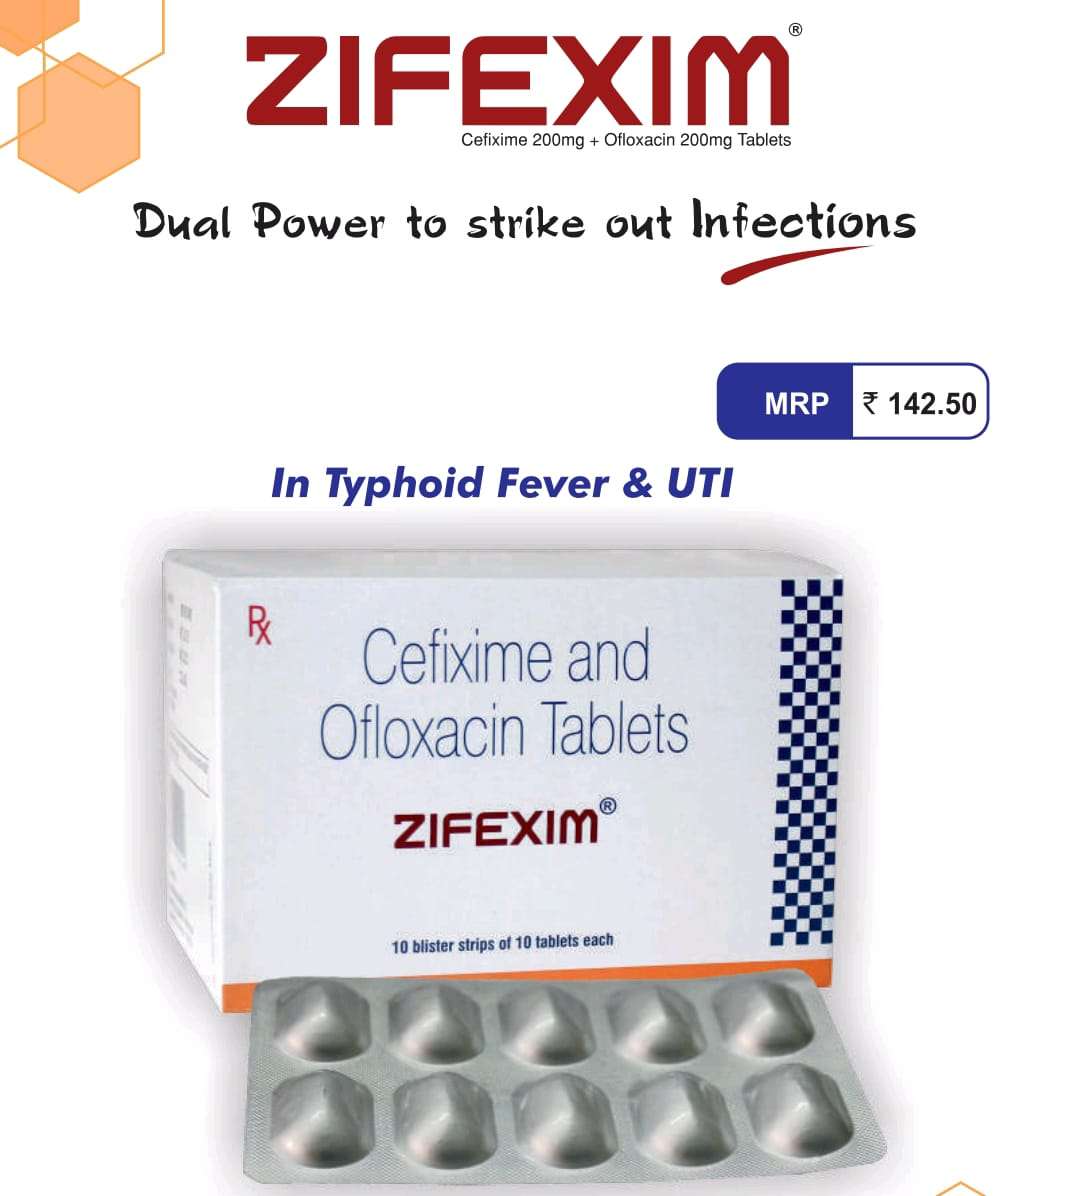 ZIFEXIM®
Cefixime 200mg + Ofloxacin 200mg Tablets
Dual Power to strike out Infections
MRP ₹ 142.50
In Typhoid Fever & UTI
Rx
Cefixime and
Ofloxacin Tablets
ZIFEXIM®
10 blister strips of 10 tablets each